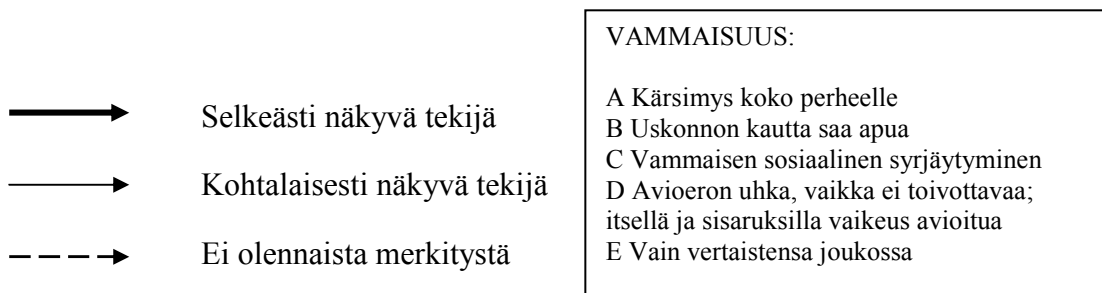 Selkeästi näkyvä tekijä
Kohtalaisesti näkyvä tekijä
Ei olennaista merkitystä
VAMMAISUUS:
A Kärsimys koko perheelle
B Uskonnon kautta saa apua
C Vammaisen sosiaalinen syrjäytyminen
D Avioeron uhka, vaikka ei toivottavaa;
itsellä ja sisaruksilla vaikeus avioitua
E Vain vertaistensa joukossa